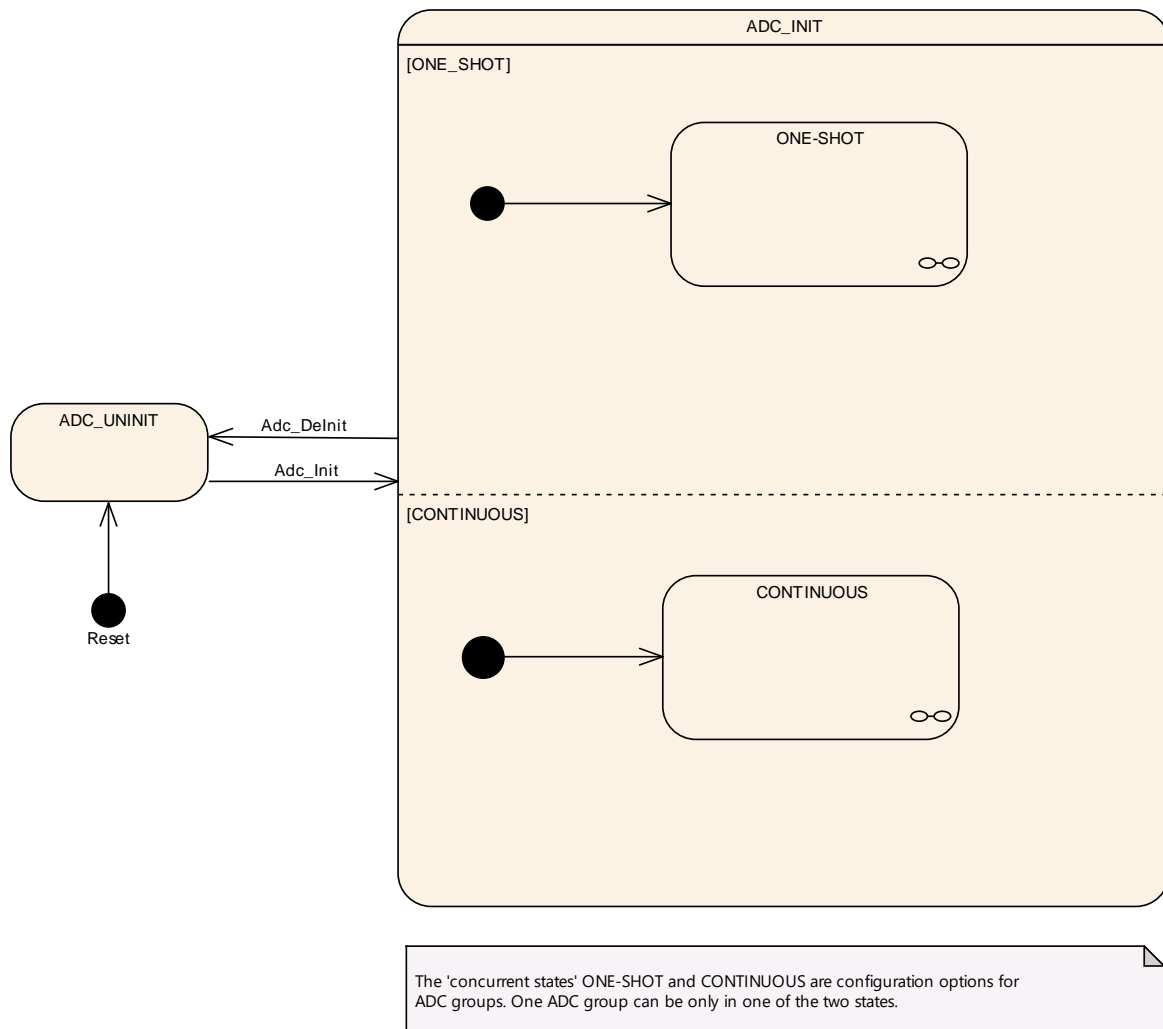 ADC_INIT
[ONE_SHOT]
ONE-SHOT
ADC_UNINIT
Adc_DeInit
Adc_Init
Reset
[CONTINUOUS]
CONTINUOUS
The 'concurrent states' ONE-SHOT and CONTINUOUS are configuration options for
ADC groups. One ADC group can be only in one of the two states.